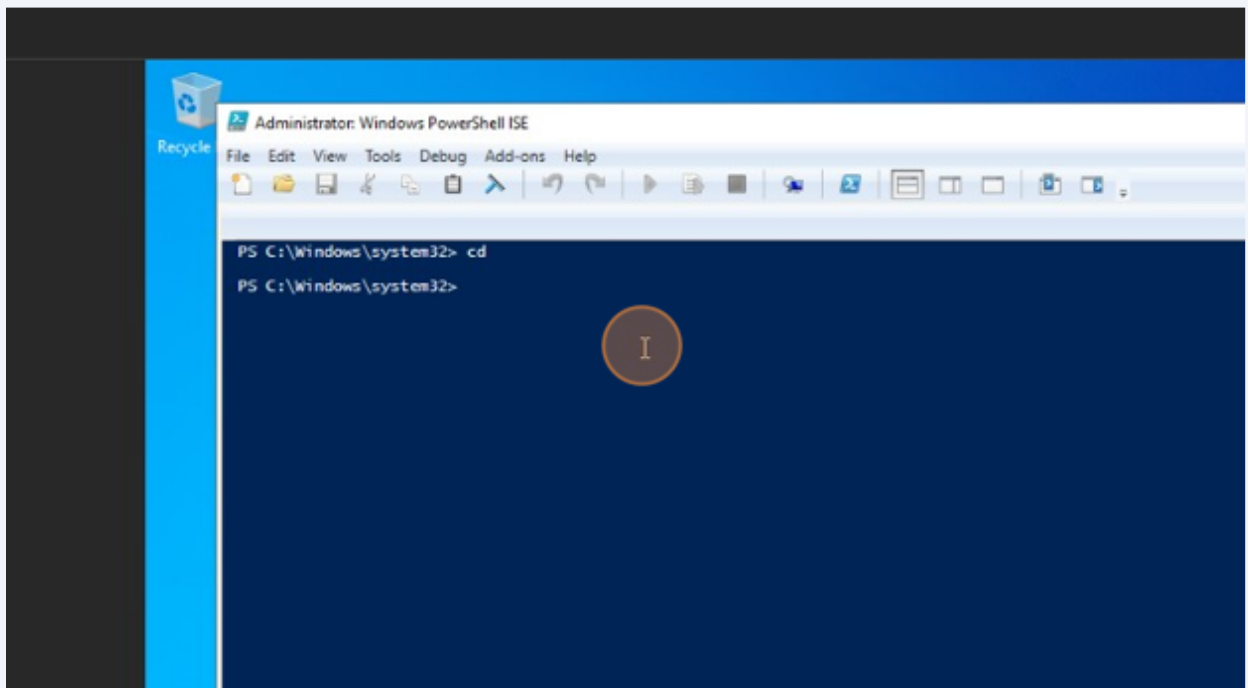 Recycle
Administrator: Windows PowerShell ISE
File Edit View Tools Debug Add-ons Help
PS C:\Windows\system32> cd
PS C:\Windows\system32>